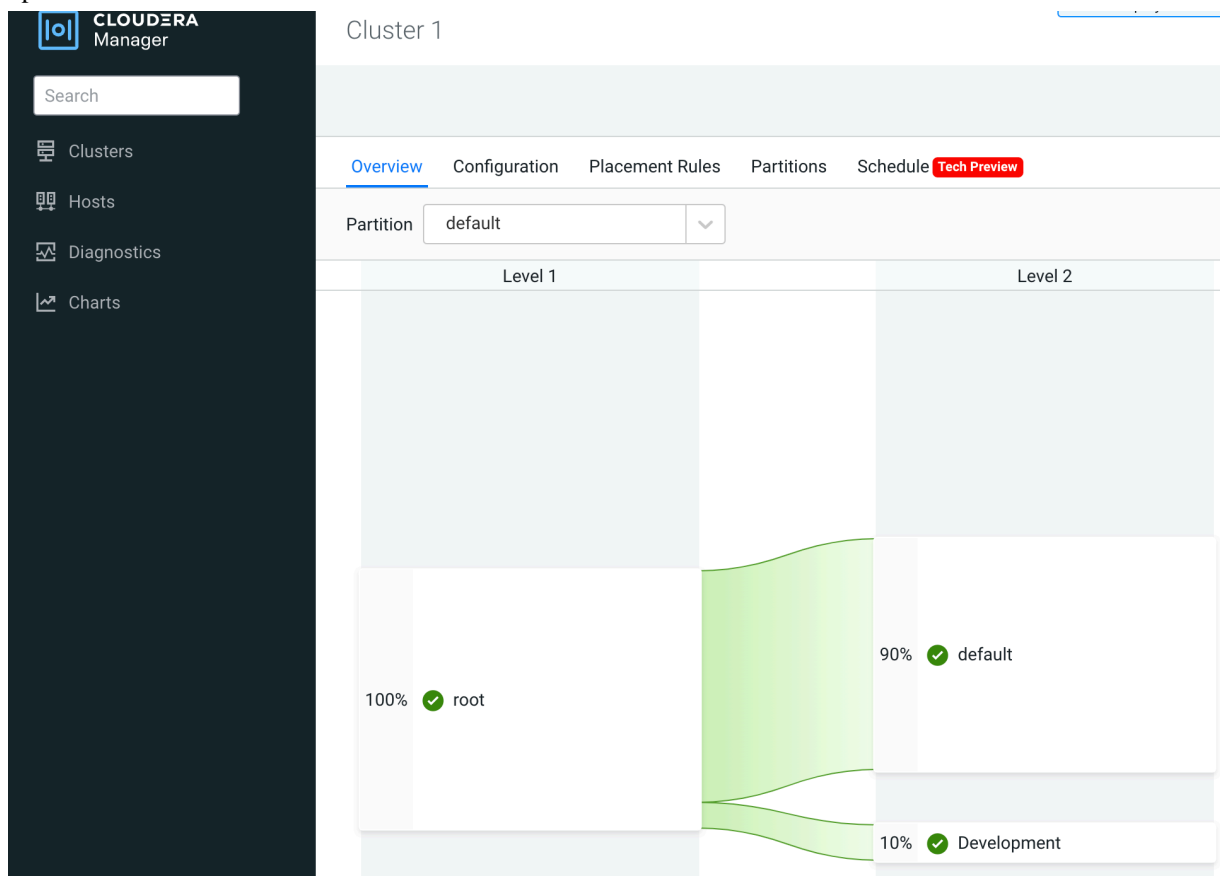 CLOUDERA
Manager
Search
Clusters
Hosts
Diagnostics
Charts
Cluster 1
Overview Configuration Placement Rules Partitions Schedule Tech Preview
Partition default
Level 1 Level 2
100% root
90% default
10% Development